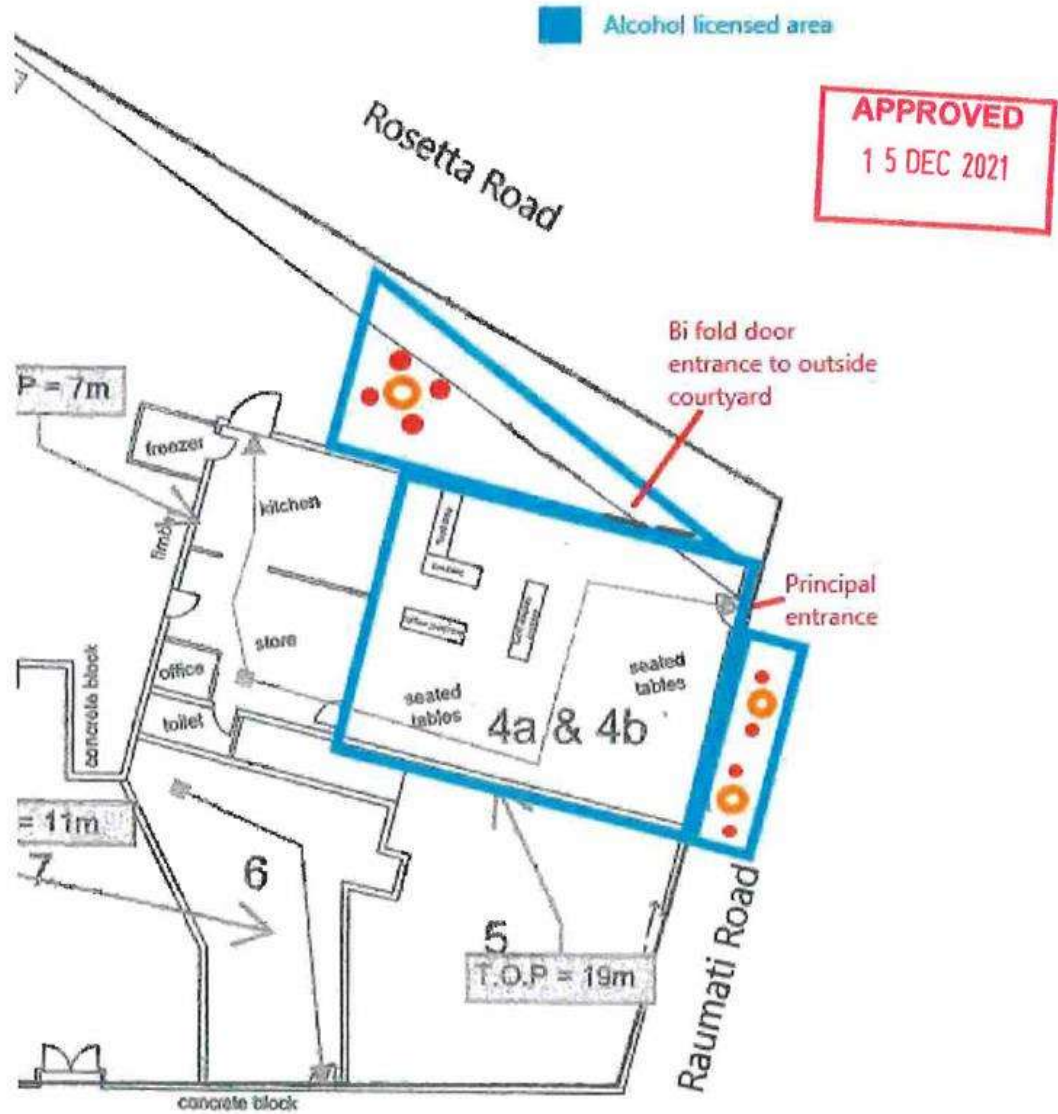 Alcohol licensed area
APPROVED
15 DEC 2021
Rosetta Road
Bi fold door
entrance to outside
courtyard
P = 7m
freezer
kitchen
Principal
entrance
store
office
toilet
concrete block
seated
tables
seated
tables
4a & 4b
= 11m
7
6
5
T.O.P = 19m
Raumati Road
concrete block